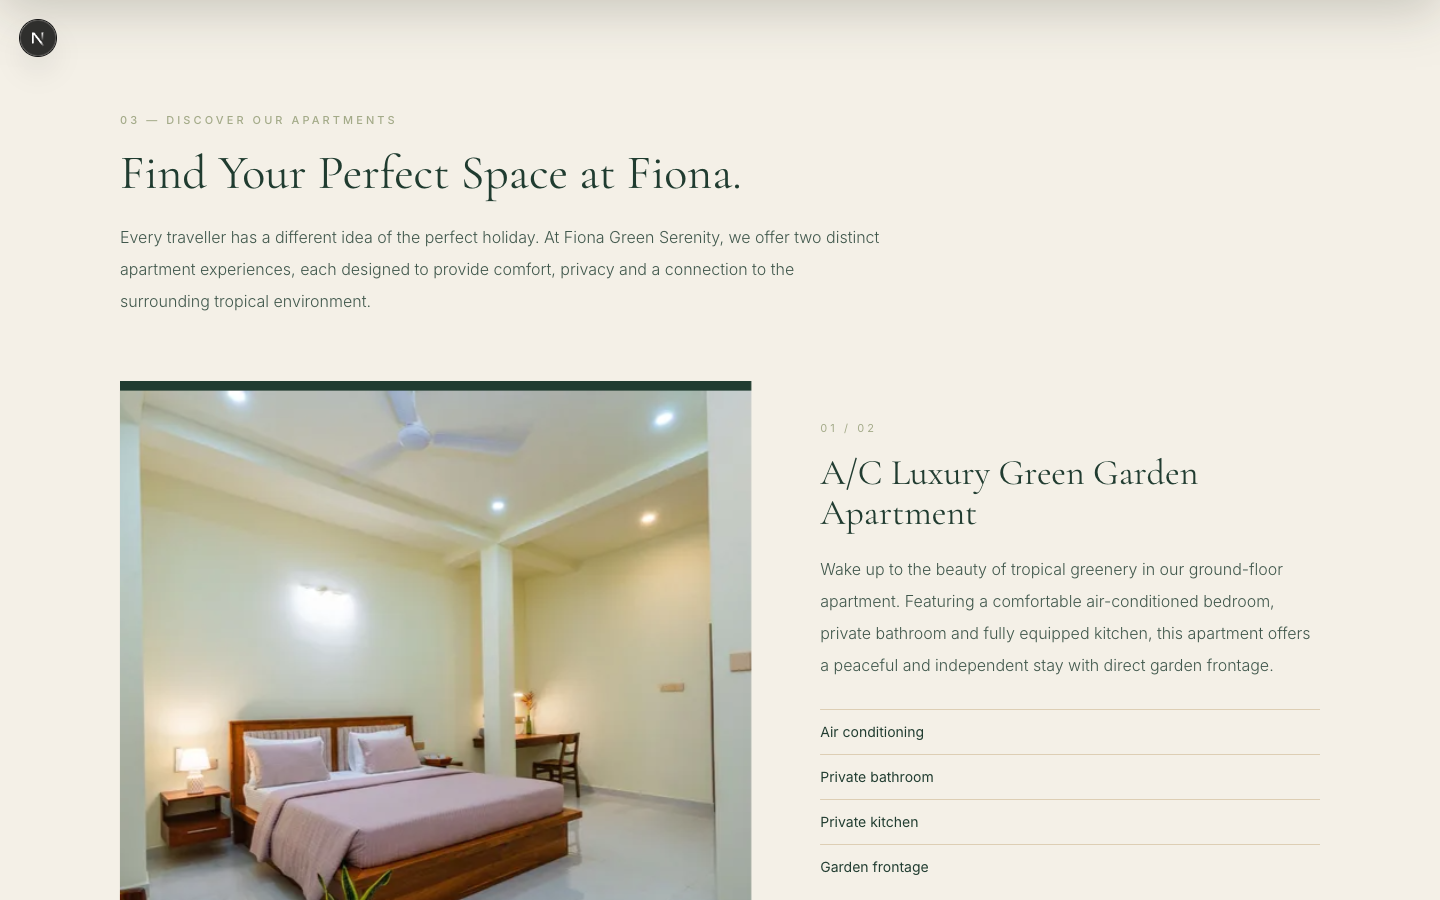 N
03 — DISCOVER OUR APARTMENTS
Find Your Perfect Space at Fiona.
Every traveller has a different idea of the perfect holiday. At Fiona Green Serenity, we offer two distinct
apartment experiences, each designed to provide comfort, privacy and a connection to the
surrounding tropical environment.
01 / 02
A/C Luxury Green Garden
Apartment
Wake up to the beauty of tropical greenery in our ground-floor
apartment. Featuring a comfortable air-conditioned bedroom,
private bathroom and fully equipped kitchen, this apartment offers
a peaceful and independent stay with direct garden frontage.
Air conditioning
Private bathroom
Private kitchen
Garden frontage